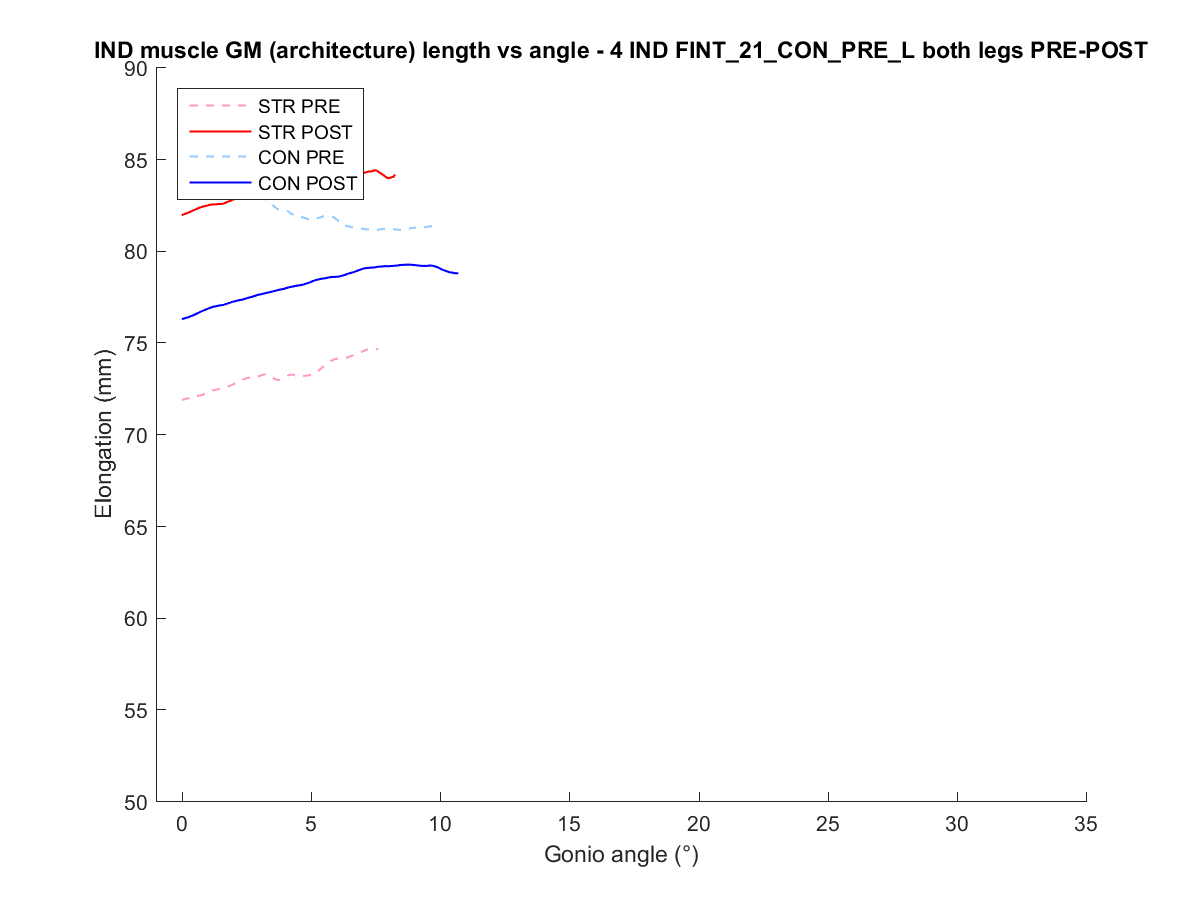 IND muscle GM (architecture) length vs angle - 4 IND FINT_21_CON_PRE_L both legs PRE-POST
90
85
80
75
70
65
60
55
50
Elongation (mm)
STR PRE
STR POST
CON PRE
CON POST
0 5 10 15 20 25 30 35
Gonio angle (°)